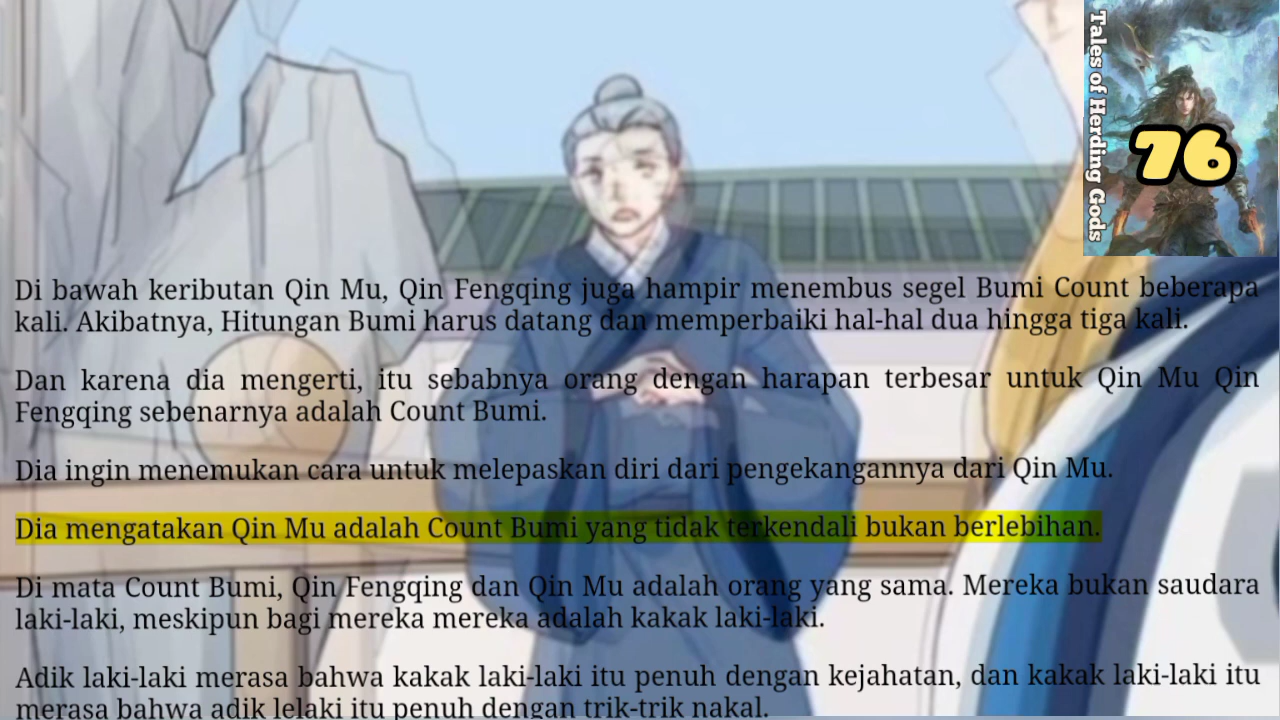 Tales of Herding Gods
76
Di bawah keributan Qin Mu, Qin Fengqing juga hampir menembus segel Bumi Count beberapa
kali. Akibatnya, Hitungan Bumi harus datang dan memperbaiki hal-hal dua hingga tiga kali.
Dan karena dia mengerti, itu sebabnya orang dengan harapan terbesar untuk Qin Mu Qin
Fengqing sebenarnya adalah Count Bumi.
Dia ingin menemukan cara untuk melepaskan diri dari pengekangannya dari Qin Mu.
Dia mengatakan Qin Mu adalah Count Bumi yang tidak terkendali bukan berlebihan.
Di mata Count Bumi, Qin Fengqing dan Qin Mu adalah orang yang sama. Mereka bukan saudara
laki-laki, meskipun bagi mereka mereka adalah kakak laki-laki.
Adik laki-laki merasa bahwa kakak laki-laki itu penuh dengan kejahatan, dan kakak laki-laki itu
merasa bahwa adik lelaki itu penuh dengan trik-trik nakal.